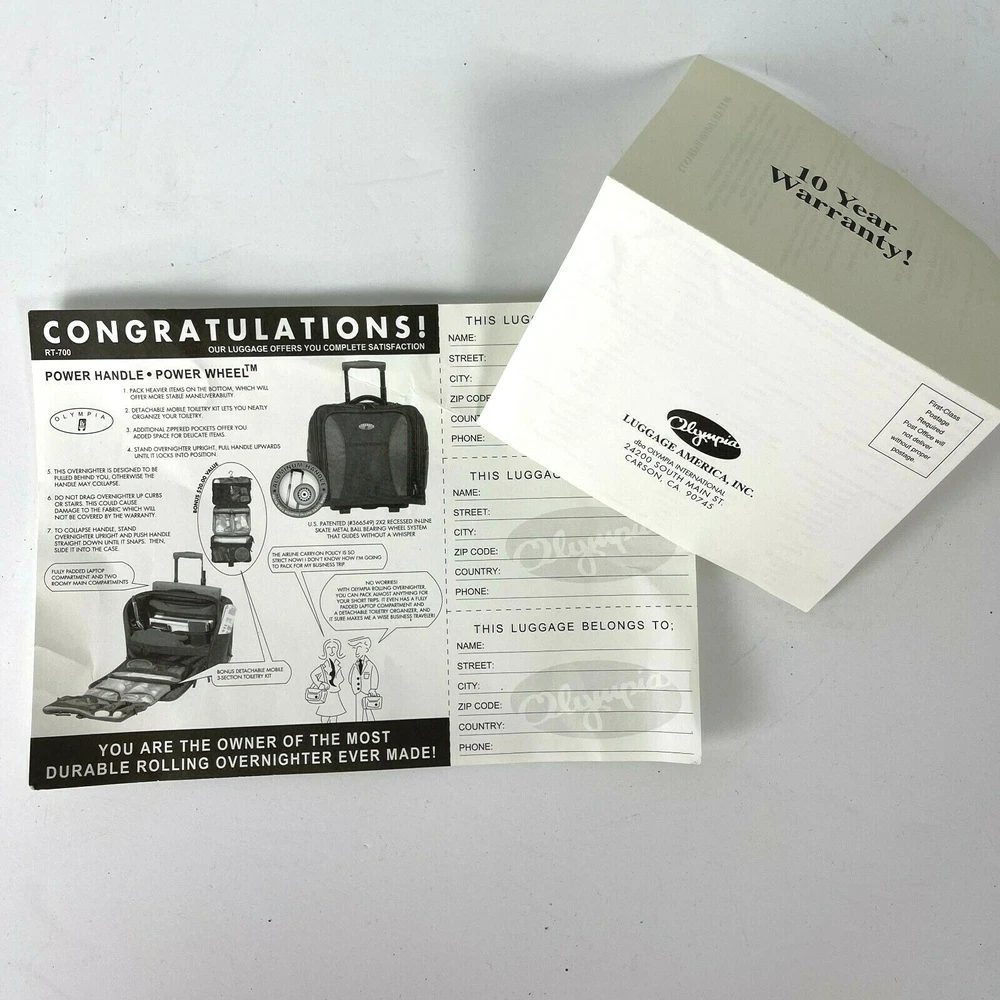 CONGRATULATIONS!
RT-700
OUR LUGGAGE OFFERS YOU COMPLETE SATISFACTION
POWER HANDLE • POWER WHEEL™
OLYMPIA
1. PACK HEAVIER ITEMS ON THE BOTTOM, WHICH WILL
OFFER MORE STABLE MANEUVERABILITY.
2. DETACHABLE MOBILE TOILETRY KIT LETS YOU NEATLY
ORGANIZE YOUR TOILETRY.
3. ADDITIONAL ZIPPERED POCKETS OFFER YOU
ADDED SPACE FOR DELICATE ITEMS.
4. STAND OVERNIGHTER UPRIGHT, PULL HANDLE UPWARDS
UNTIL IT LOCKS INTO POSITION
5. THIS OVERNIGHTER IS DESIGNED TO BE
PULLED BEHIND YOU, OTHERWISE THE
HANDLE MAY COLLAPSE.
6. DO NOT DRAG OVERNIGHTER UP CURBS
OR STAIRS. THIS COULD CAUSE
DAMAGE TO THE FABRIC WHICH WILL
NOT BE COVERED BY THE WARRANTY.
7. TO COLLAPSE HANDLE, STAND
OVERNIGHTER UPRIGHT AND PUSH HANDLE
STRAIGHT DOWN UNTIL IT SNAPS. THEN,
SLIDE IT INTO THE CASE.
BONUS $30.00 VALUE
ALUMINUM HANDLE
U.S. PATENTED (#366549) 2X2 RECESSED IN-LINE
SKATE METAL BALL BEARING WHEEL SYSTEM
THAT GLIDES WITHOUT A WHISPER
FULLY PADDED LAPTOP
COMPARTMENT AND TWO
ROOMY MAIN COMPARTMENTS
THE AIRLINE CARRY-ON POLICY IS SO
STRICT NOW! I DON'T KNOW HOW I'M GOING
TO PACK FOR MY BUSINESS TRIP
NO WORRIES!
WITH OLYMPIA ROLLING OVERNIGHTER,
YOU CAN PACK ALMOST ANYTHING FOR
YOUR SHORT TRIPS. IT EVEN HAS A FULLY
PADDED LAPTOP COMPARTMENT AND
A DETACHABLE TOILETRY ORGANIZER, AND
IT SURE MAKES ME A WISE BUSINESS TRAVELER!
BONUS DETACHABLE MOBILE
3-SECTION TOILETRY KIT
YOU ARE THE OWNER OF THE MOST
DURABLE ROLLING OVERNIGHTER EVER MADE!
THIS LUG
NAME:
STREET:
CITY:
ZIP CODE
COUN
PHONE:
THIS LUGGAG
NAME:
STREET:
CITY:
ZIP CODE:
COUNTRY:
PHONE:
Olympia
THIS LUGGAGE BELONGS TO;
NAME:
STREET:
CITY:
ZIP CODE:
COUNTRY:
PHONE:
Olympia
10 Year
Warranty!
Olympia
LUGGAGE AMERICA, INC.
dba OLYMPIA INTERNATIONAL
24200 SOUTH MAIN ST.
CARSON, CA 90745
First-Class
Postage
Required
Post Office will
not deliver
without proper
postage.